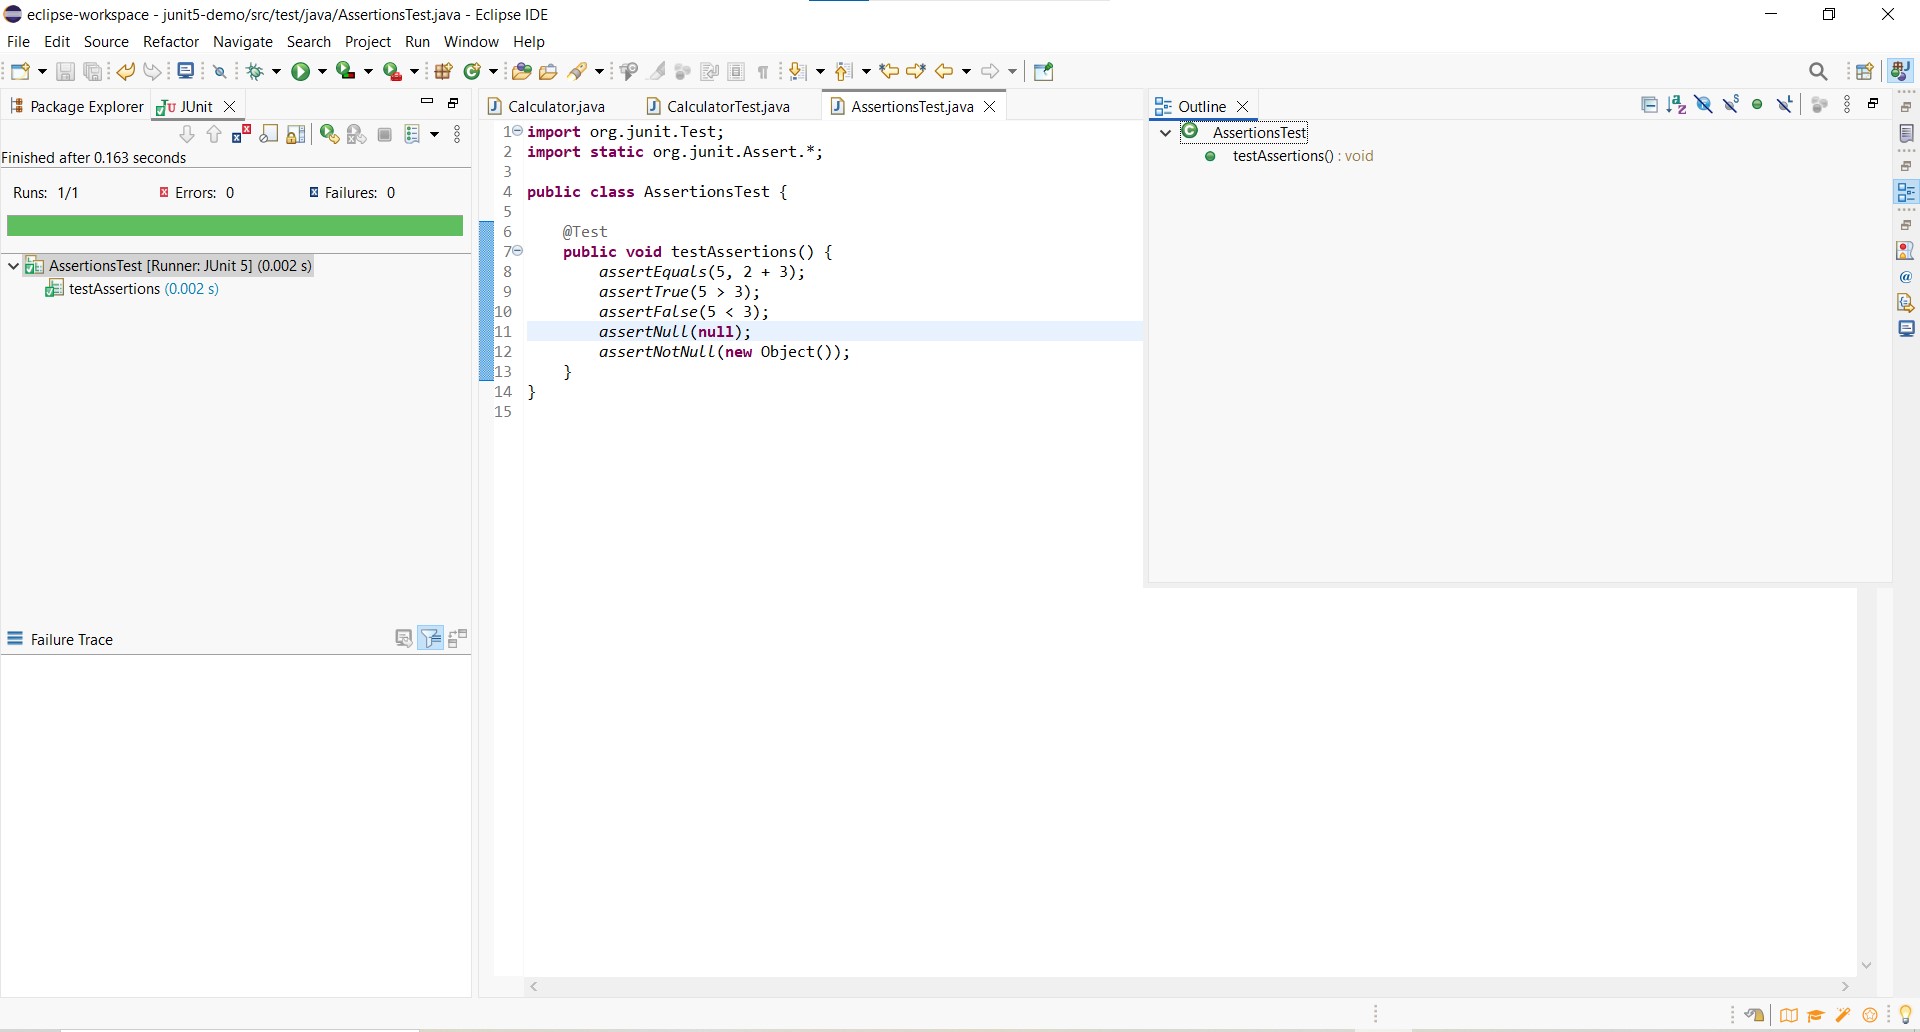 eclipse-workspace - junit5-demo/src/test/java/AssertionsTest.java - Eclipse IDE
File Edit Source Refactor Navigate Search Project Run Window Help
Package Explorer JUnit
Finished after 0.163 seconds
Runs: 1/1 Errors: 0 Failures: 0
AssertionsTest [Runner: JUnit 5] (0.002 s)
testAssertions (0.002 s)
Failure Trace
Calculator.java CalculatorTest.java AssertionsTest.java
1 import org.junit.Test;
2 import static org.junit.Assert.*;
3
4 public class AssertionsTest {
5
6     @Test
7     public void testAssertions() {
8         assertEquals(5, 2 + 3);
9         assertTrue(5 > 3);
10         assertFalse(5 < 3);
11         assertNull(null);
12         assertNotNull(new Object());
13     }
14 }
15
Outline
AssertionsTest
testAssertions() : void